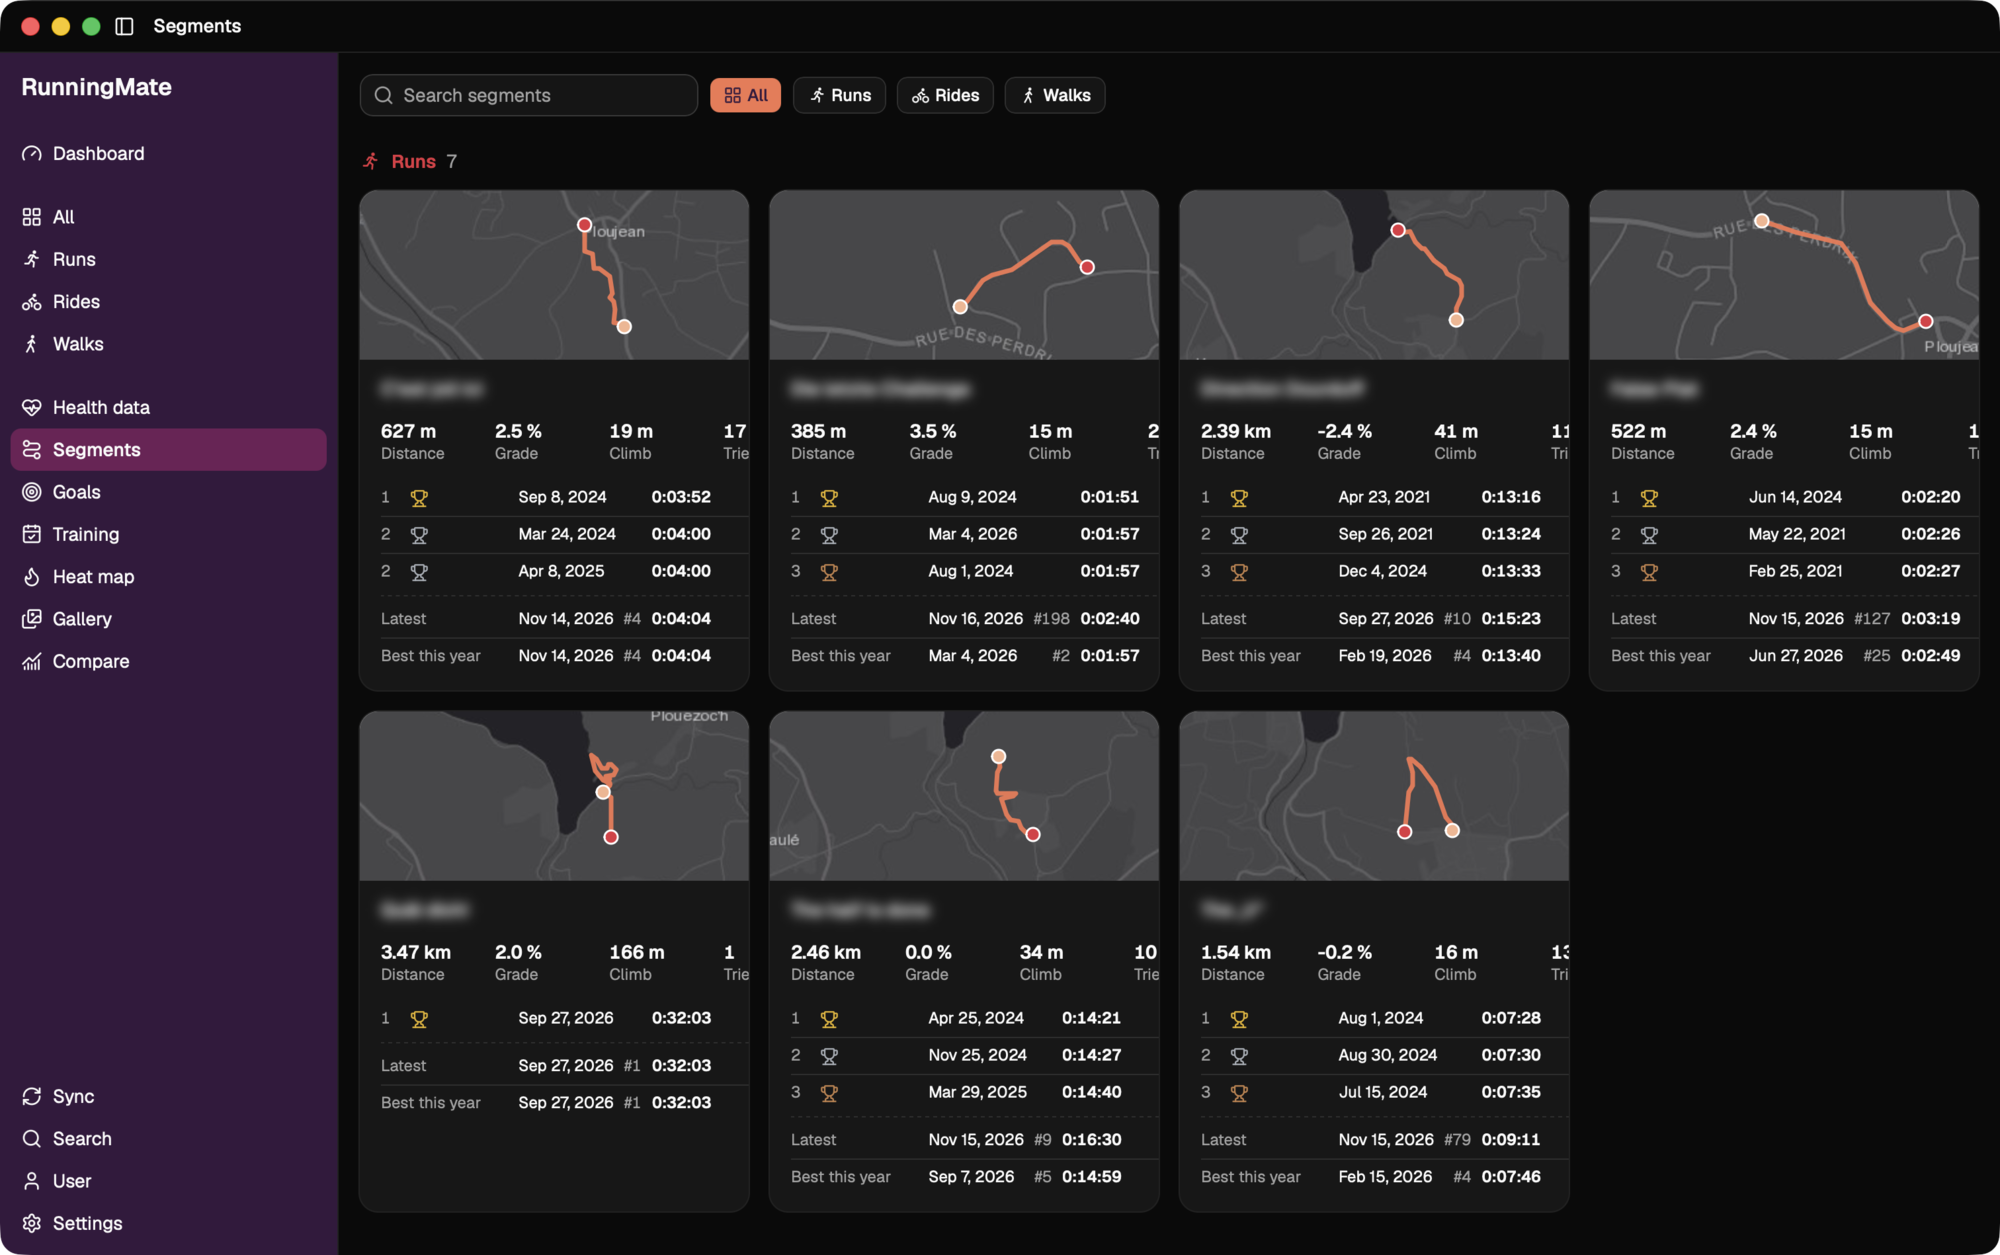 Segments
RunningMate
Dashboard
All
Runs
Rides
Walks
Health data
Segments
Goals
Training
Heat map
Gallery
Compare
Sync
Search
User
Settings
Search segments
All
Runs
Rides
Walks
Runs 7
loujean
627 m 2.5 % 19 m 17
Distance Grade Climb Trie
1 Sep 8, 2024 0:03:52
2 Mar 24, 2024 0:04:00
2 Apr 8, 2025 0:04:00
Latest Nov 14, 2026 #4 0:04:04
Best this year Nov 14, 2026 #4 0:04:04
RUE DES PERDRI
385 m 3.5 % 15 m 2
Distance Grade Climb Tr
1 Aug 9, 2024 0:01:51
2 Mar 4, 2026 0:01:57
3 Aug 1, 2024 0:01:57
Latest Nov 16, 2026 #198 0:02:40
Best this year Mar 4, 2026 #2 0:01:57
2.39 km -2.4 % 41 m 11
Distance Grade Climb Tri
1 Apr 23, 2021 0:13:16
2 Sep 26, 2021 0:13:24
3 Dec 4, 2024 0:13:33
Latest Sep 27, 2026 #10 0:15:23
Best this year Feb 19, 2026 #4 0:13:40
RUE DES PERDRIX
Ploujea
522 m 2.4 % 15 m 1
Distance Grade Climb T
1 Jun 14, 2024 0:02:20
2 May 22, 2021 0:02:26
3 Feb 25, 2021 0:02:27
Latest Nov 15, 2026 #127 0:03:19
Best this year Jun 27, 2026 #25 0:02:49
Plouezoc'h
3.47 km 2.0 % 166 m 1
Distance Grade Climb Trie
1 Sep 27, 2026 0:32:03
Latest Sep 27, 2026 #1 0:32:03
Best this year Sep 27, 2026 #1 0:32:03
aulé
2.46 km 0.0 % 34 m 10
Distance Grade Climb Trie
1 Apr 25, 2024 0:14:21
2 Nov 25, 2024 0:14:27
3 Mar 29, 2025 0:14:40
Latest Nov 15, 2026 #9 0:16:30
Best this year Sep 7, 2026 #5 0:14:59
1.54 km -0.2 % 16 m 13
Distance Grade Climb Tri
1 Aug 1, 2024 0:07:28
2 Aug 30, 2024 0:07:30
3 Jul 15, 2024 0:07:35
Latest Nov 15, 2026 #79 0:09:11
Best this year Feb 15, 2026 #4 0:07:46